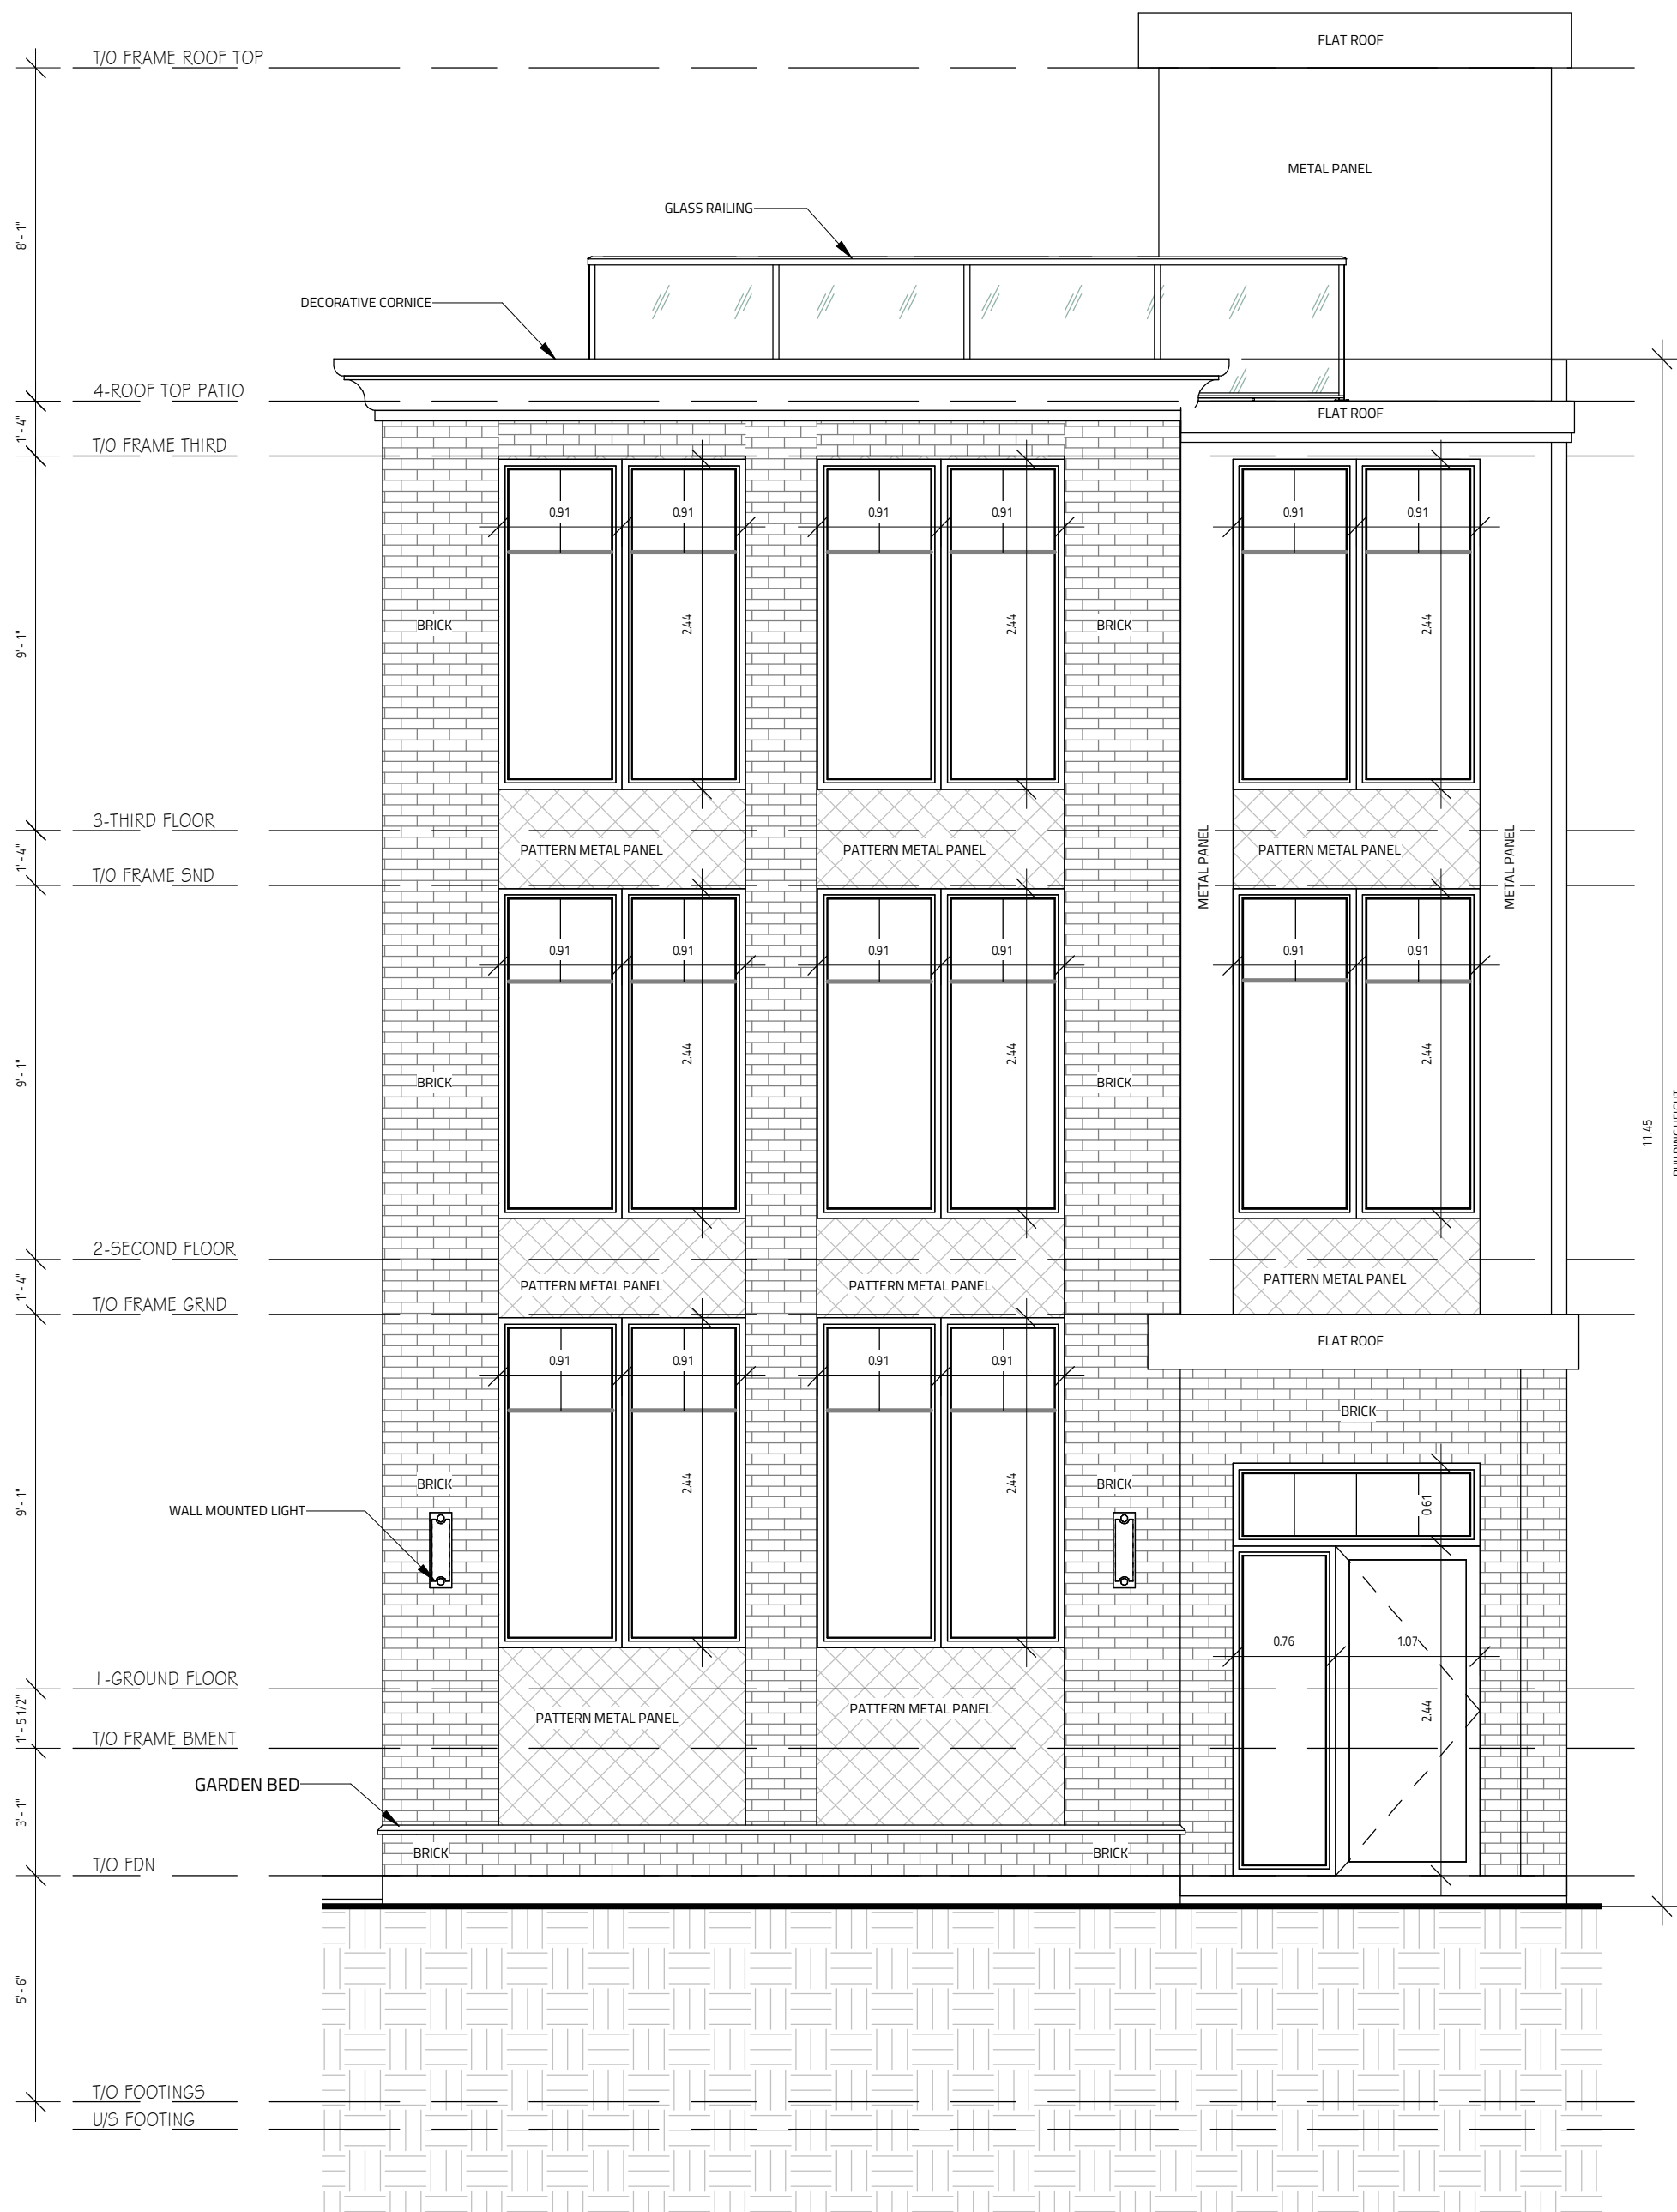 FLAT ROOF
T/O FRAME ROOF TOP
METAL PANEL
GLASS RAILING
8' - 1"
DECORATIVE CORNICE
4-ROOF TOP PATIO
FLAT ROOF
1' - 4"
T/O FRAME THIRD
0.91 0.91 0.91 0.91 0.91 0.91
9' - 1"
BRICK 2.44 2.44 BRICK 2.44
3-THIRD FLOOR
1' - 4"
PATTERN METAL PANEL PATTERN METAL PANEL METAL PANEL PATTERN METAL PANEL METAL PANEL
T/O FRAME SND
0.91 0.91 0.91 0.91 0.91 0.91
9' - 1"
2.44 2.44 2.44
BRICK BRICK
11.45
BUILDING HEIGHT
2-SECOND FLOOR
1' - 4"
PATTERN METAL PANEL PATTERN METAL PANEL PATTERN METAL PANEL
T/O FRAME GRND
FLAT ROOF
0.91 0.91 0.91 0.91
BRICK
9' - 1"
BRICK 2.44 2.44 BRICK
0.61
WALL MOUNTED LIGHT
0.76 1.07
1-GROUND FLOOR
1' - 5 1/2"
PATTERN METAL PANEL PATTERN METAL PANEL 2.44
T/O FRAME BMENT
GARDEN BED
3' - 1"
BRICK BRICK
T/O FDN
5' - 6"
T/O FOOTINGS
U/S FOOTING